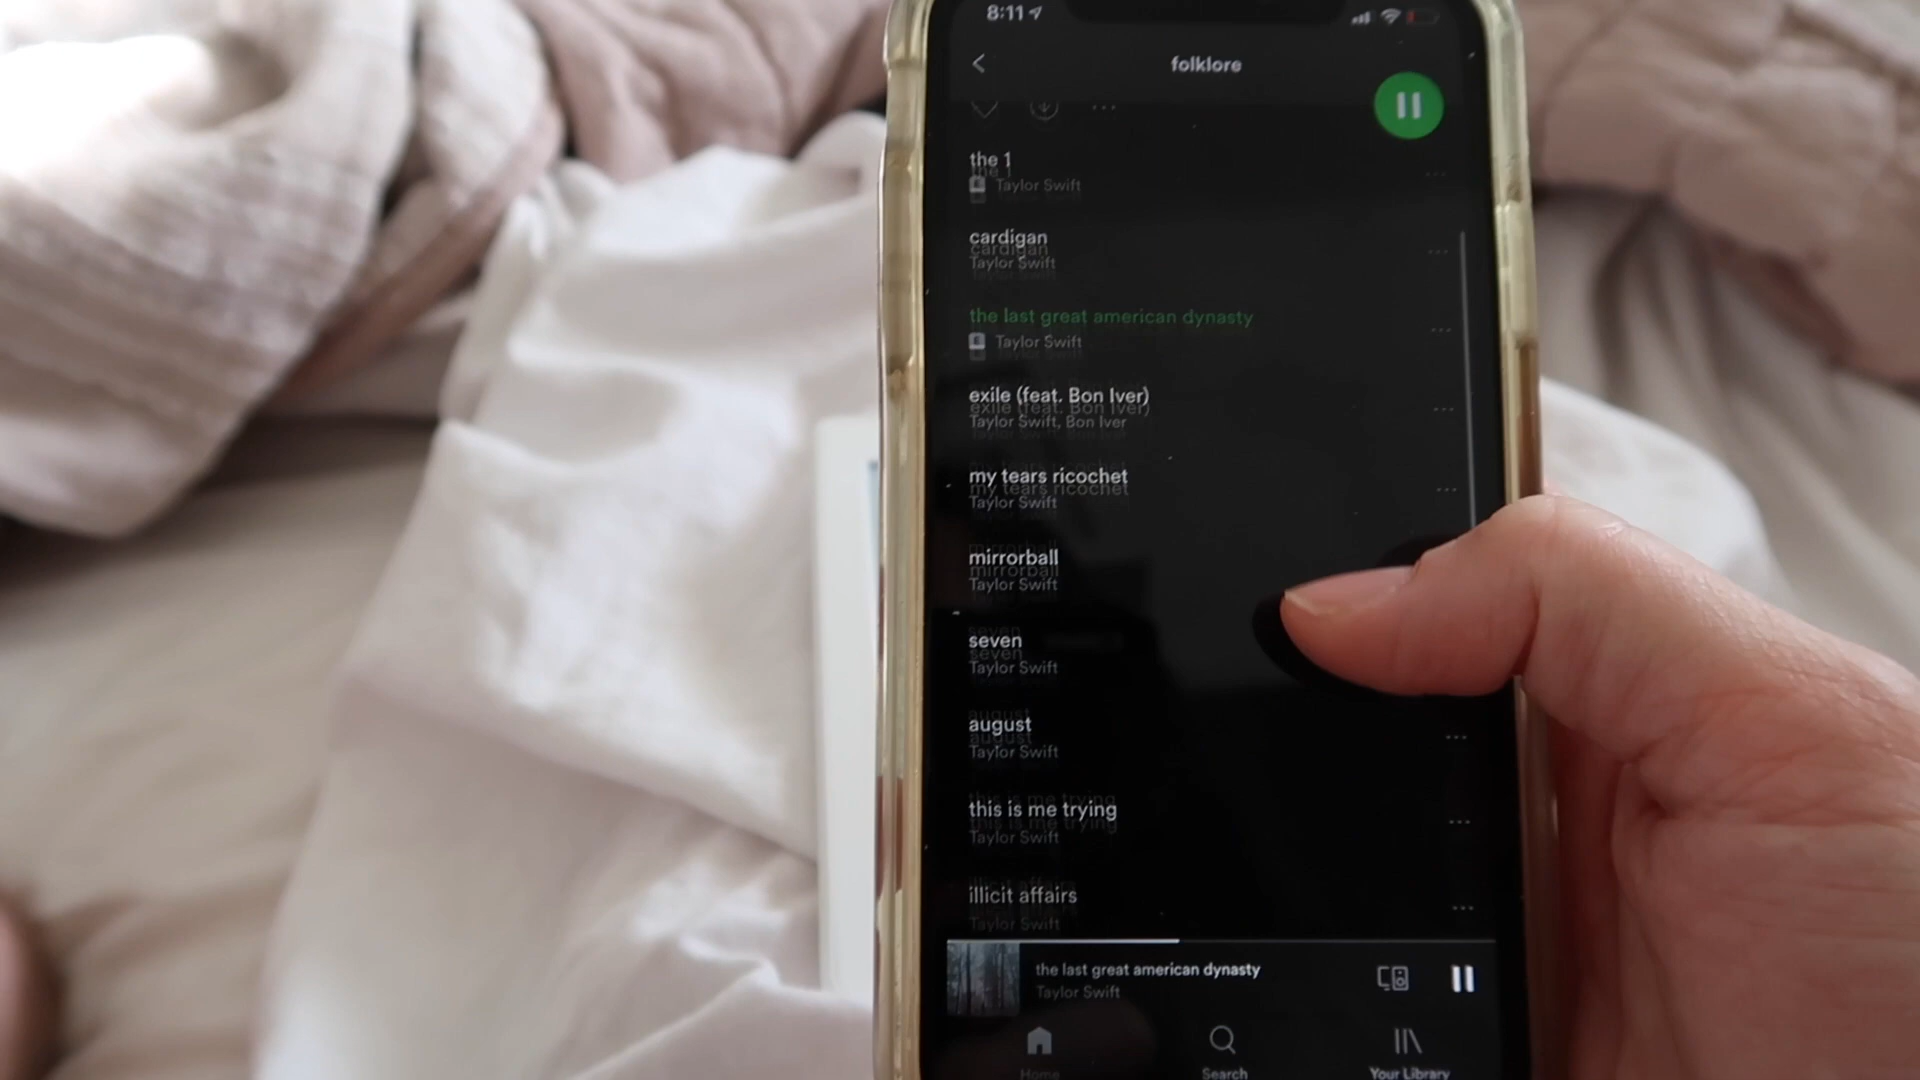 8:11
folklore
the 1
E Taylor Swift
cardigan
Taylor Swift
the last great american dynasty
E Taylor Swift
exile (feat. Bon Iver)
Taylor Swift, Bon Iver
my tears ricochet
Taylor Swift
mirrorball
Taylor Swift
seven
Taylor Swift
august
Taylor Swift
this is me trying
Taylor Swift
illicit affairs
Taylor Swift
the last great american dynasty
Taylor Swift
Home
Search
Your Library